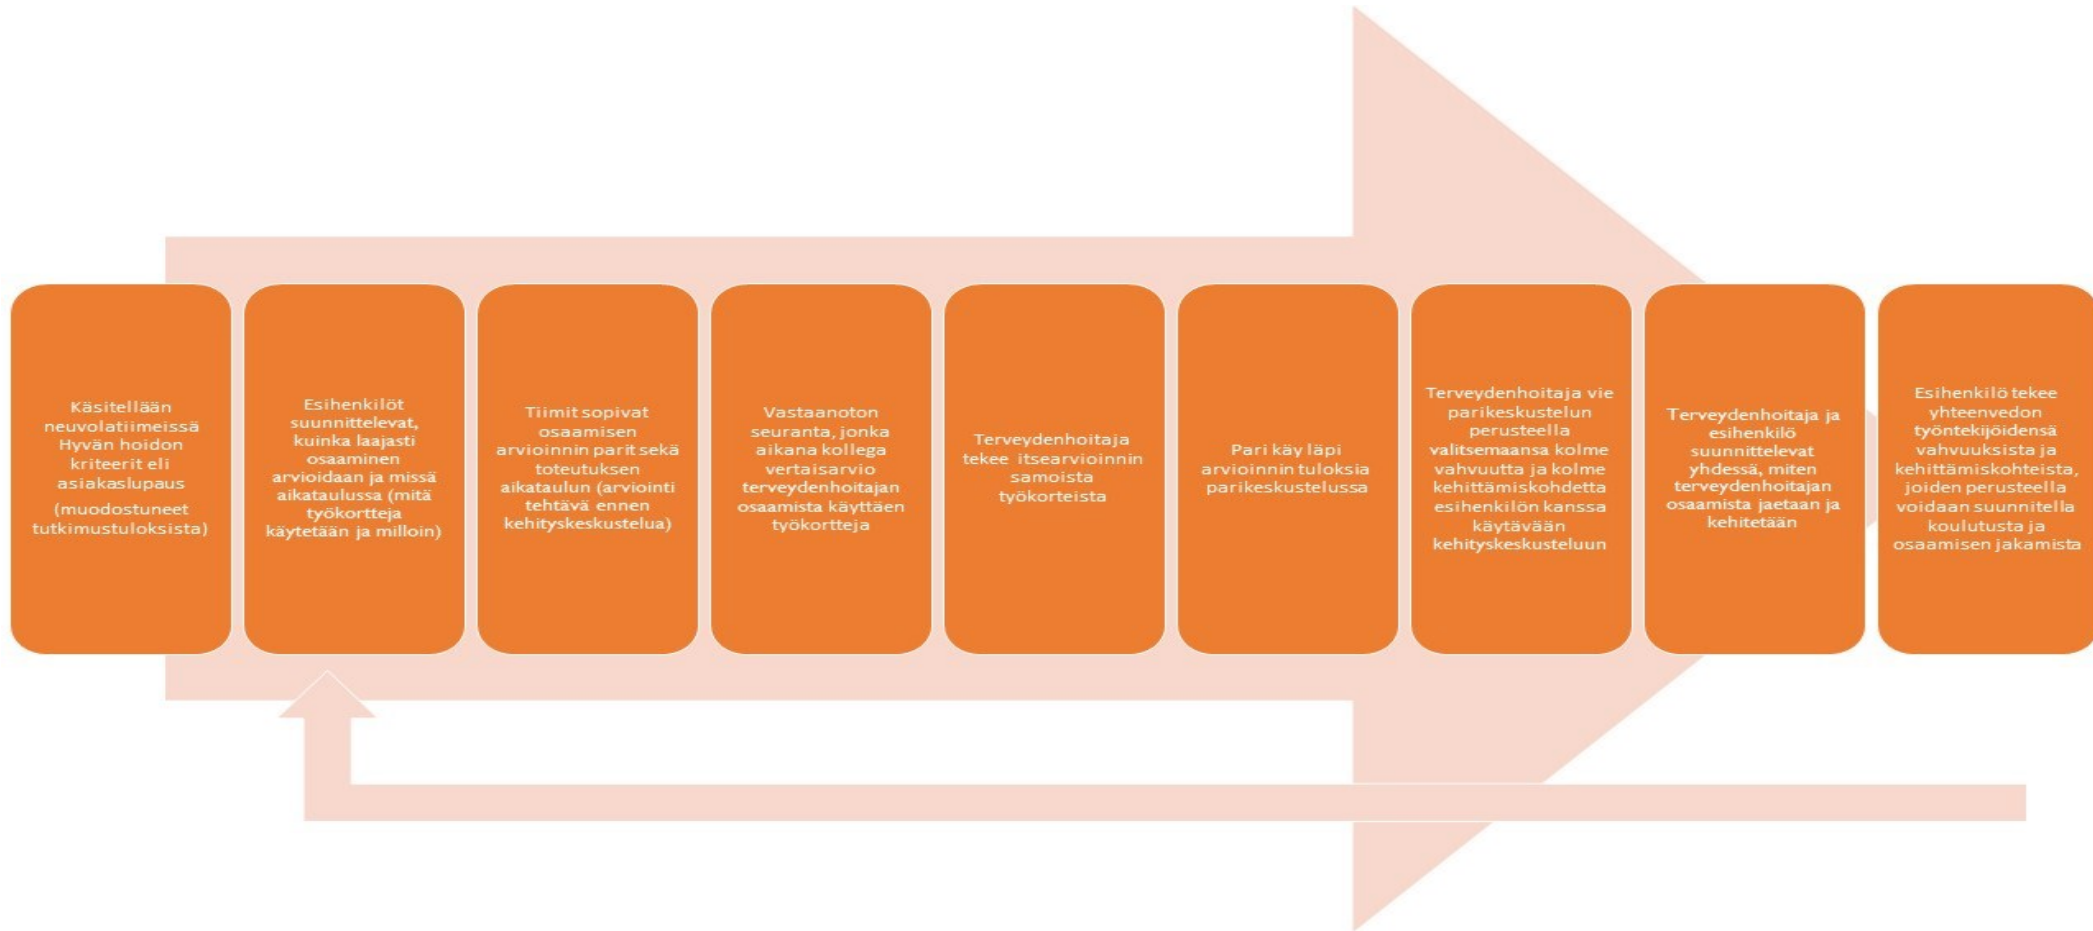 Käsitellään
neuvolatiimeissä
Hyvän hoidon
kriteerit eli
asiakaslupaus
(muodostuneet
tutkimustuloksista)
Esihenkilöt
suunnittelevat,
kuinka laajasti
osaaminen
arvioidaan ja missä
aikataulussa (mitä
työkortteja
käytetään ja milloin)
Tiimit sopivat
osaamisen
arvioinnin parit sekä
toteutuksen
aikataulun (arviointi
tehtävä ennen
kehityskeskustelua)
Vastaanoton
seuranta, jonka
aikana kollega
vertaisarvio
terveydenhoitajan
osaamista käyttäen
työkortteja
Terveydenhoitaja
tekee itsearvioinnin
samoista
työkorteista
Pari käy läpi
arvioinnin tuloksia
parikeskustelussa
Terveydenhoitaja vie
parikeskustelun
perusteella
valitsemaansa kolme
vahvuutta ja kolme
kehittämiskohdetta
esihenkilön kanssa
käytävään
kehityskeskusteluun
Terveydenhoitaja ja
esihenkilö
suunnittelevat
yhdessä, miten
terveydenhoitajan
osaamista jaetaan ja
kehitetään
Esihenkilö tekee
yhteenvedon
työntekijöidensä
vahvuuksista ja
kehittämiskohteista,
joiden perusteella
voidaan suunnitella
koulutusta ja
osaamisen jakamista